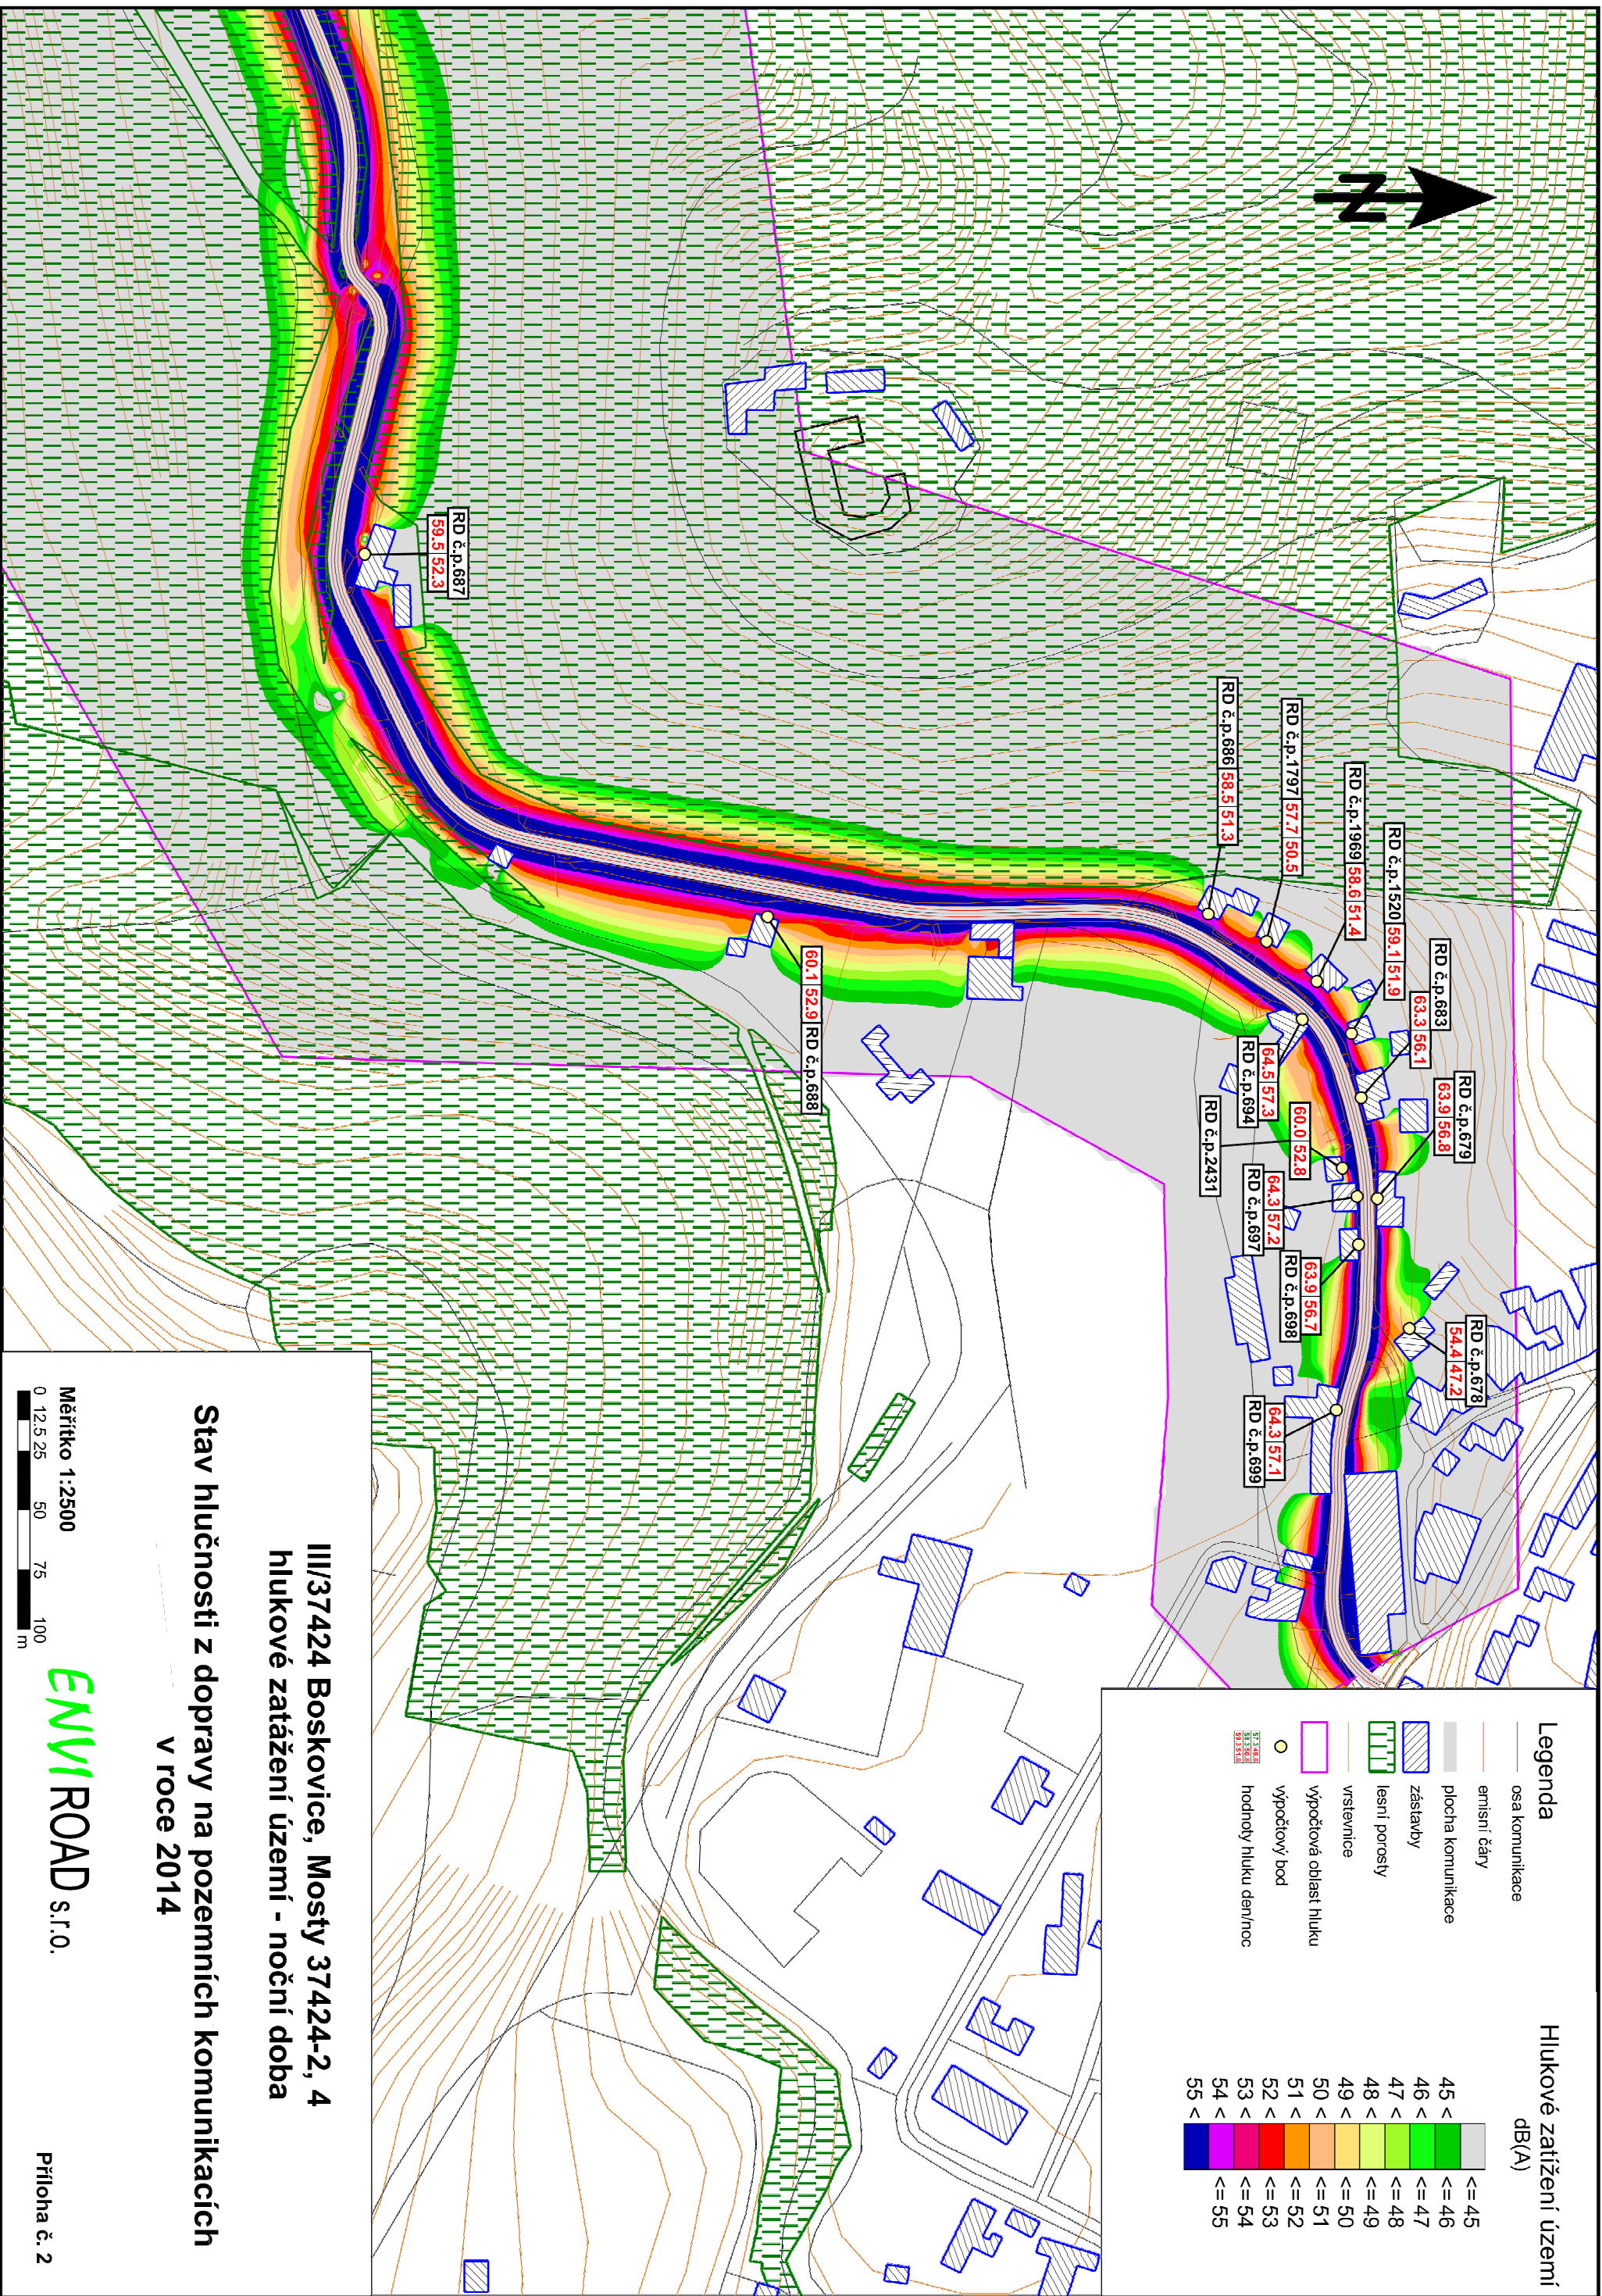 RD č.p.687
59.5 52.3
RD č.p.686 58.5 51.3
RD č.p.1797 57.7 50.5
RD č.p.1969 58.6 51.4
RD č.p.1520 59.1 51.9
RD č.p.683
63.3 56.1
RD č.p.679
63.9 56.8
RD č.p.678
54.4 47.2
60.1 52.9 RD č.p.688
64.5 57.3
RD č.p.694
60.0 52.8
RD č.p.2431
64.3 57.2
RD č.p.697
63.9 56.7
RD č.p.698
64.3 57.1
RD č.p.699
N
Legenda
osa komunikace
emisní čáry
plocha komunikace
zástavby
lesní porosty
vrstevnice
výpočtová oblast hluku
výpočtový bod
hodnoty hluku den/noc
Hlukové zatížení území
dB(A)
<=45
45 < <=46
46 < <=47
47 < <=48
48 < <=49
49 < <=50
50 < <=51
51 < <=52
52 < <=53
53 < <=54
54 < <=55
55 <
III/37424 Boskovice, Mosty 37424-2, 4
hlukové zatážení území - noční doba
Stav hlučnosti z dopravy na pozemních komunikacích
v roce 2014
Měřítko 1:2500
0 12.5 25 50 75 100
m
ENVIROAD s.r.o.
Příloha č. 2